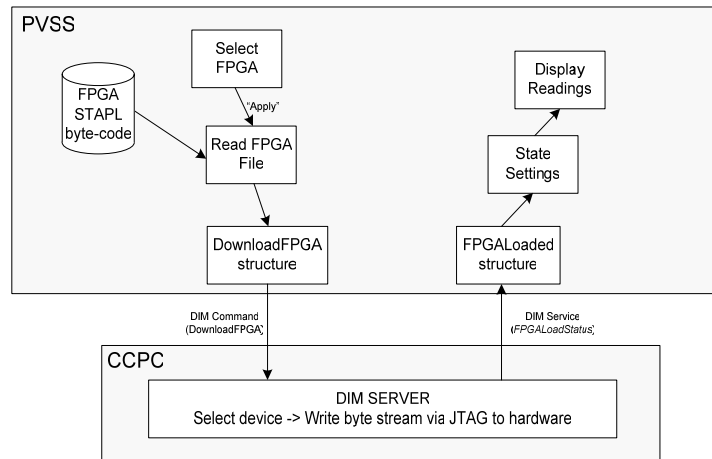 PVSS
Select
FPGA
FPGA
STAPL
byte-code
"Apply"
Read FPGA
File
DownloadFPGA
structure
Display
Readings
State
Settings
FPGALoaded
structure
DIM Command
(DownloadFPGA)
DIM Service
(FPGALoadStatus)
CCPC
DIM SERVER
Select device -> Write byte stream via JTAG to hardware